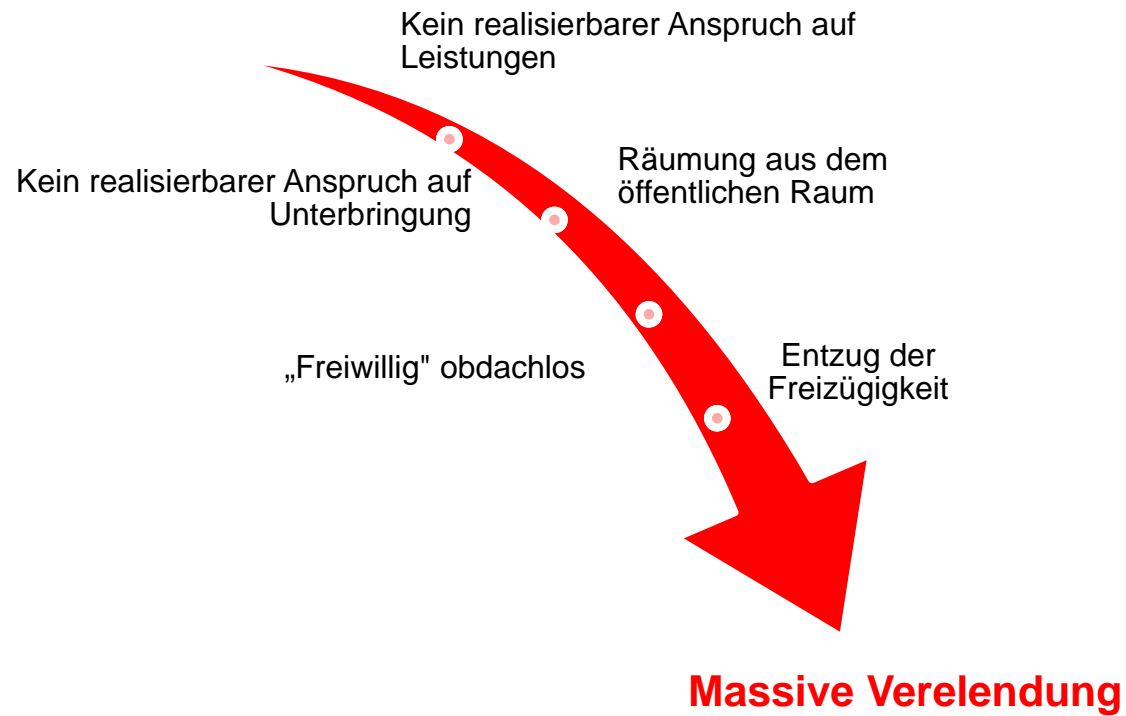 Kein realisierbarer Anspruch auf
Leistungen
Kein realisierbarer Anspruch auf
Unterbringung
Räumung aus dem
öffentlichen Raum
„Freiwillig" obdachlos
Entzug der
Freizügigkeit
Massive Verelendung